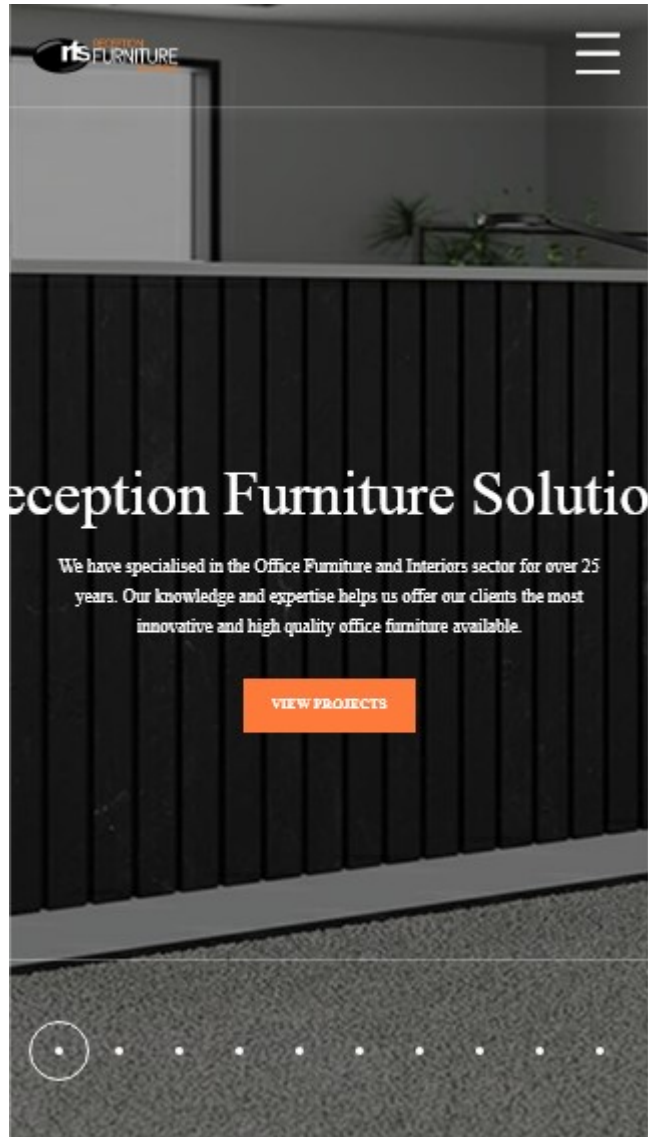 rfs RECEPTION
FURNITURE
eception Furniture Solutio
We have specialised in the Office Furniture and Interiors sector for over 25
years. Our knowledge and expertise helps us offer our clients the most
innovative and high quality office furniture available.
VIEW PROJECTS